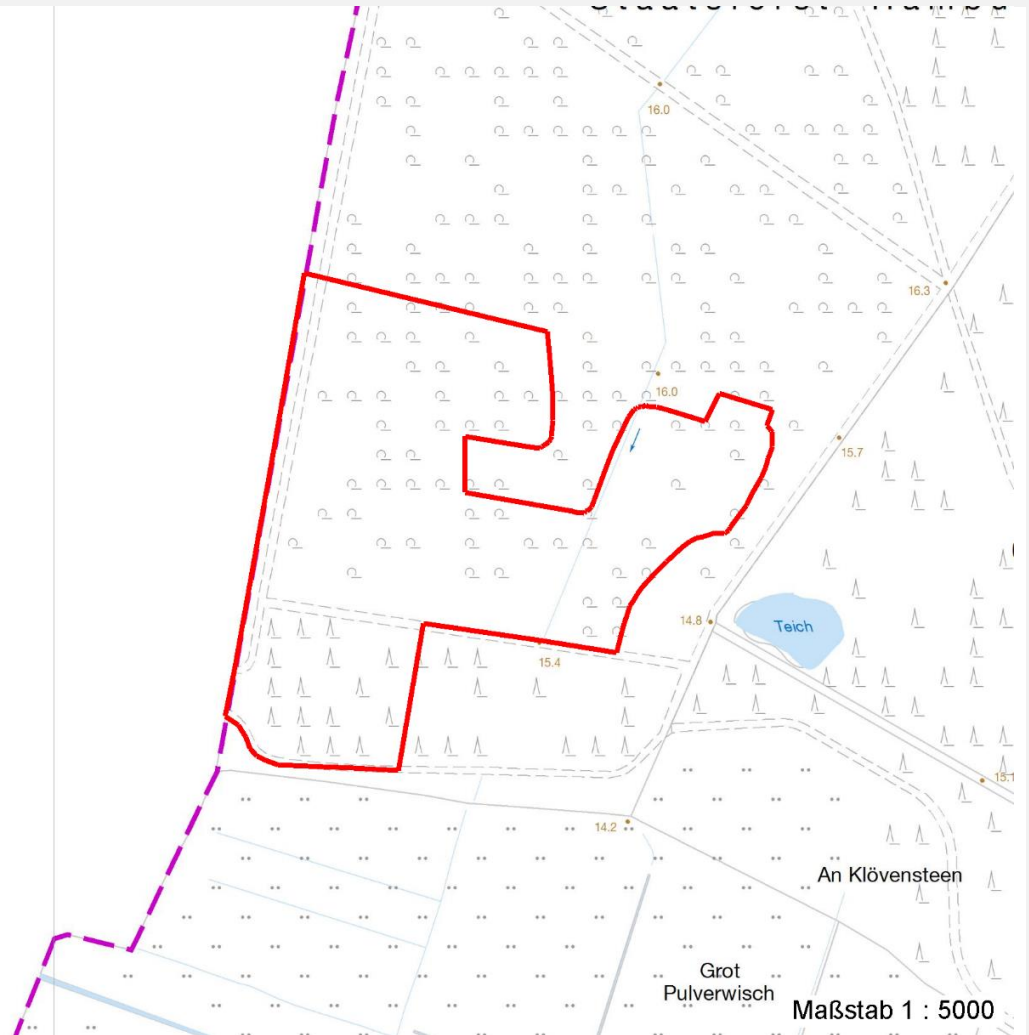 16.0
16.3
16.0
15.7
14.8
Teich
15.4
15.1
14.2
An Klövensteen
Grot
Pulverwisch
Maßstab 1 : 5000